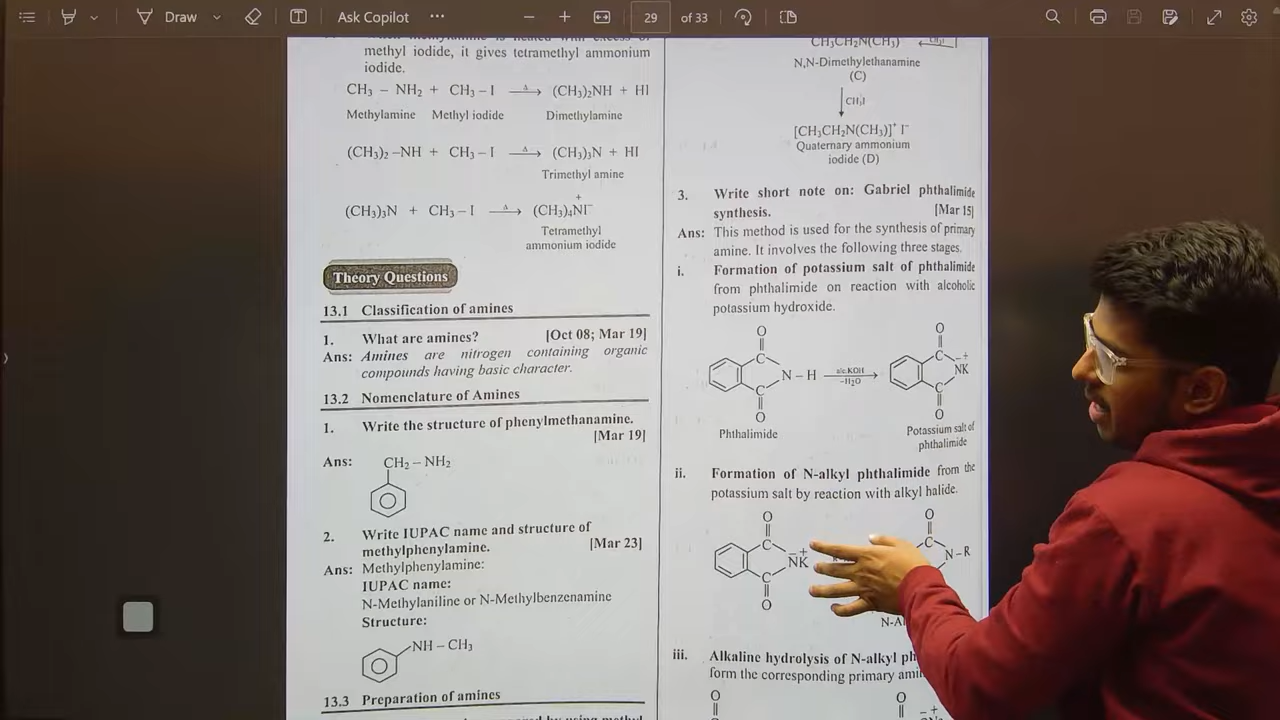 Draw
Ask Copilot
29 of 33
methyl iodide, it gives tetramethyl ammonium
iodide.
CH₃ – NH₂ + CH₃ – I —Δ→ (CH₃)₂NH + HI
Methylamine Methyl iodide Dimethylamine
(CH₃)₂ – NH + CH₃ – I —Δ→ (CH₃)₃N + HI
Trimethyl amine
(CH₃)₃N + CH₃ – I —Δ→ (CH₃)₄N⁺I⁻
Tetramethyl
ammonium iodide
Theory Questions
13.1 Classification of amines
1. What are amines? [Oct 08; Mar 19]
Ans: Amines are nitrogen containing organic
compounds having basic character.
13.2 Nomenclature of Amines
1. Write the structure of phenylmethanamine.
[Mar 19]
Ans: CH₂ – NH₂
2. Write IUPAC name and structure of
methylphenylamine. [Mar 23]
Ans: Methylphenylamine:
IUPAC name:
N-Methylaniline or N-Methylbenzenamine
Structure:
NH – CH₃
13.3 Preparation of amines
CH₃CH₂N(CH₃)
N,N-Dimethylethanamine
(C)
CH₃I
[CH₃CH₂N(CH₃)]⁺ I⁻
Quaternary ammonium
iodide (D)
3. Write short note on: Gabriel phthalimide
synthesis. [Mar 15]
Ans: This method is used for the synthesis of primary
amine. It involves the following three stages.
i. Formation of potassium salt of phthalimide
from phthalimide on reaction with alcoholic
potassium hydroxide.
O O
C C
N – H alc.KOH –H₂O → N⁻K⁺
C C
O O
Phthalimide Potassium salt of
phthalimide
ii. Formation of N-alkyl phthalimide from the
potassium salt by reaction with alkyl halide.
O O
C C
N⁻K⁺ N – R
C
O
iii. Alkaline hydrolysis of N-alkyl
form the corresponding primary
O O